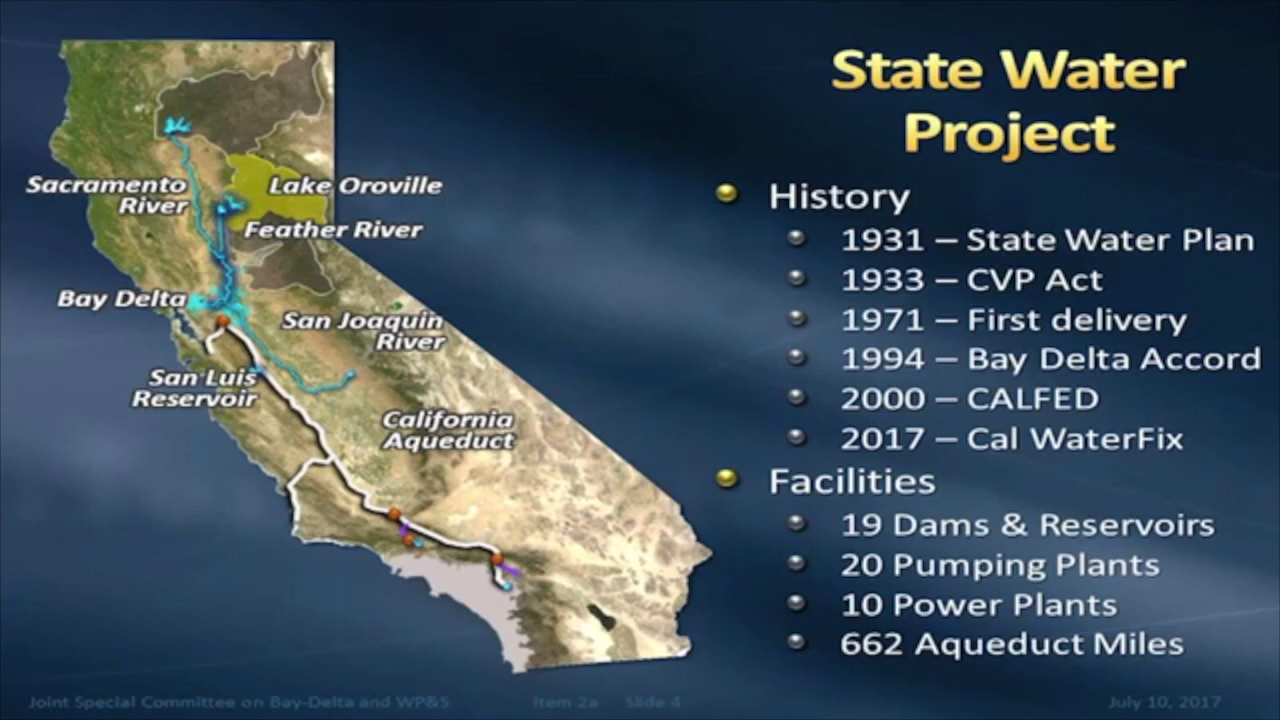 State Water
Project
History
1931 – State Water Plan
1933 – CVP Act
1971 – First delivery
1994 – Bay Delta Accord
2000 – CALFED
2017 – Cal WaterFix
Facilities
19 Dams & Reservoirs
20 Pumping Plants
10 Power Plants
662 Aqueduct Miles
Sacramento
River
Lake Oroville
Feather River
Bay Delta
San Joaquin
River
San Luis
Reservoir
California
Aqueduct
Joint Special Committee on Bay-Delta and WP&S
Item 2a
Slide 4
July 10, 2017